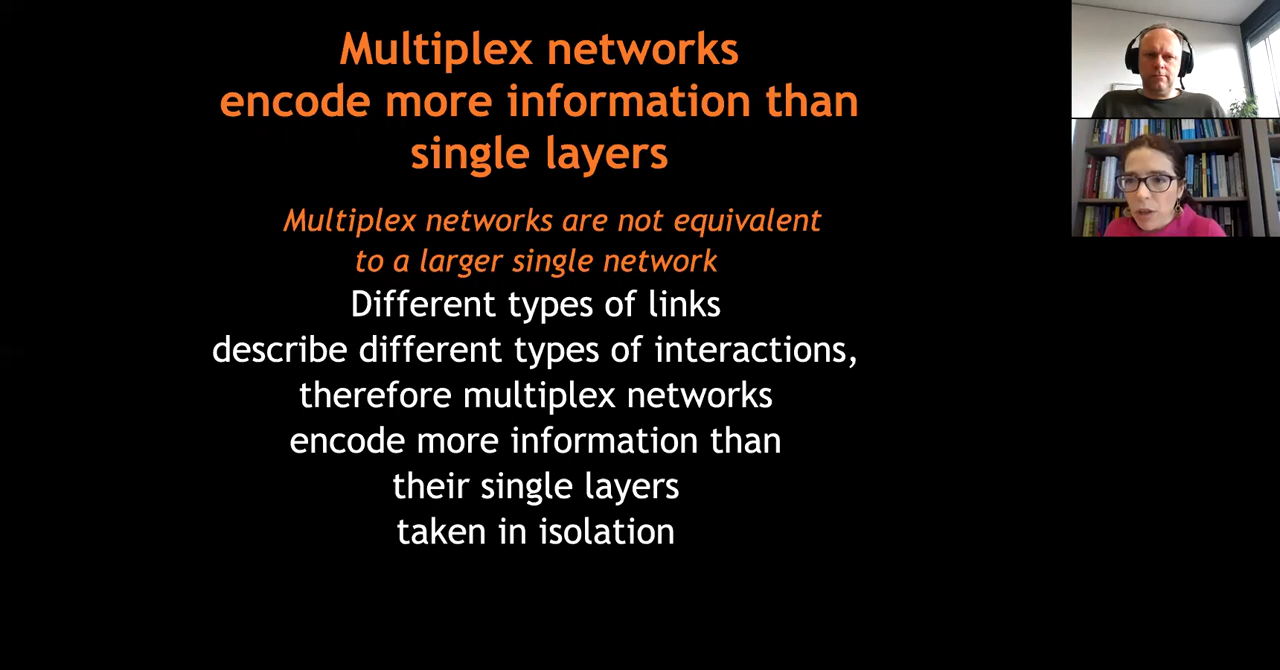 Multiplex networks
encode more information than
single layers
Multiplex networks are not equivalent
to a larger single network
Different types of links
describe different types of interactions,
therefore multiplex networks
encode more information than
their single layers
taken in isolation